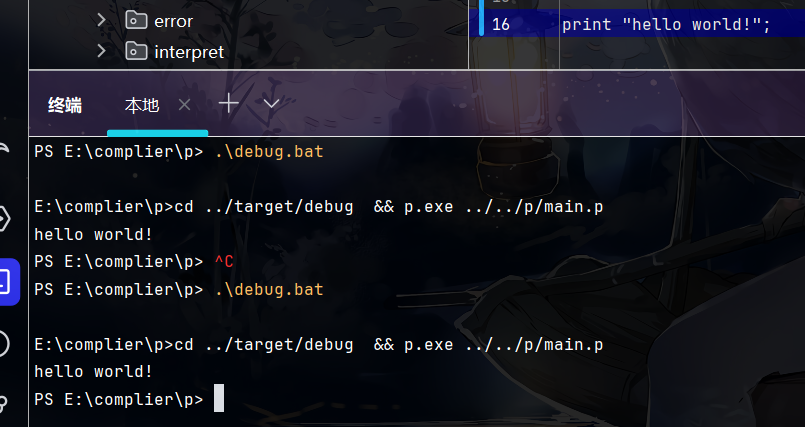 error
interpret
16 print "hello world!";
终端 本地
PS E:\complier\p> .\debug.bat
E:\complier\p>cd ../target/debug  && p.exe ../../p/main.p
hello world!
PS E:\complier\p> ^C
PS E:\complier\p> .\debug.bat
E:\complier\p>cd ../target/debug  && p.exe ../../p/main.p
hello world!
PS E:\complier\p>